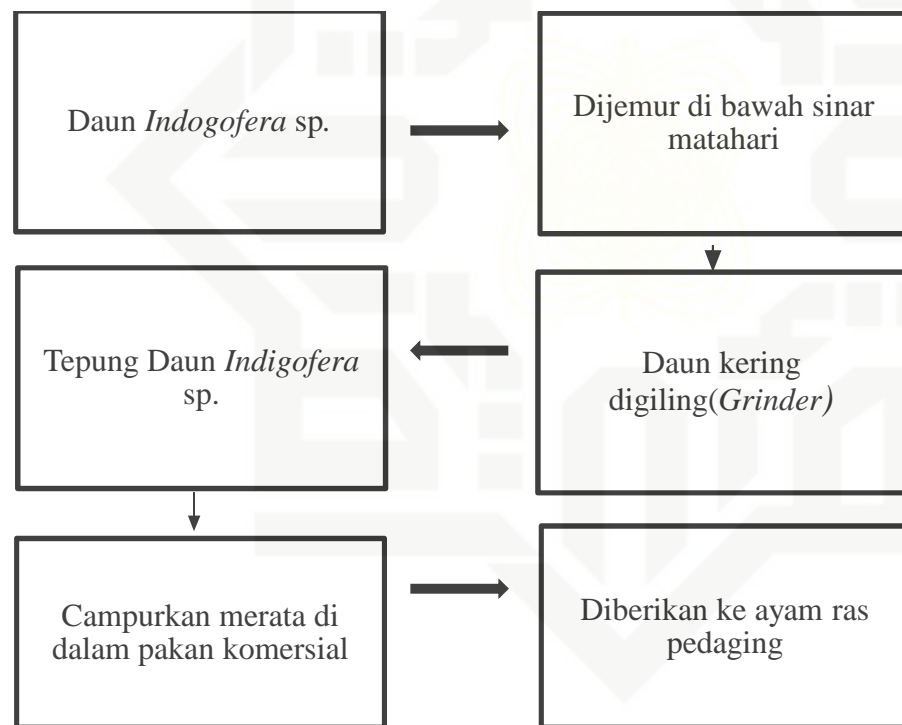 Daun Indogofera sp.
Dijemur di bawah sinar
matahari
Daun kering
digiling(Grinder)
Tepung Daun Indigofera
sp.
Campurkan merata di
dalam pakan komersial
Diberikan ke ayam ras
pedaging